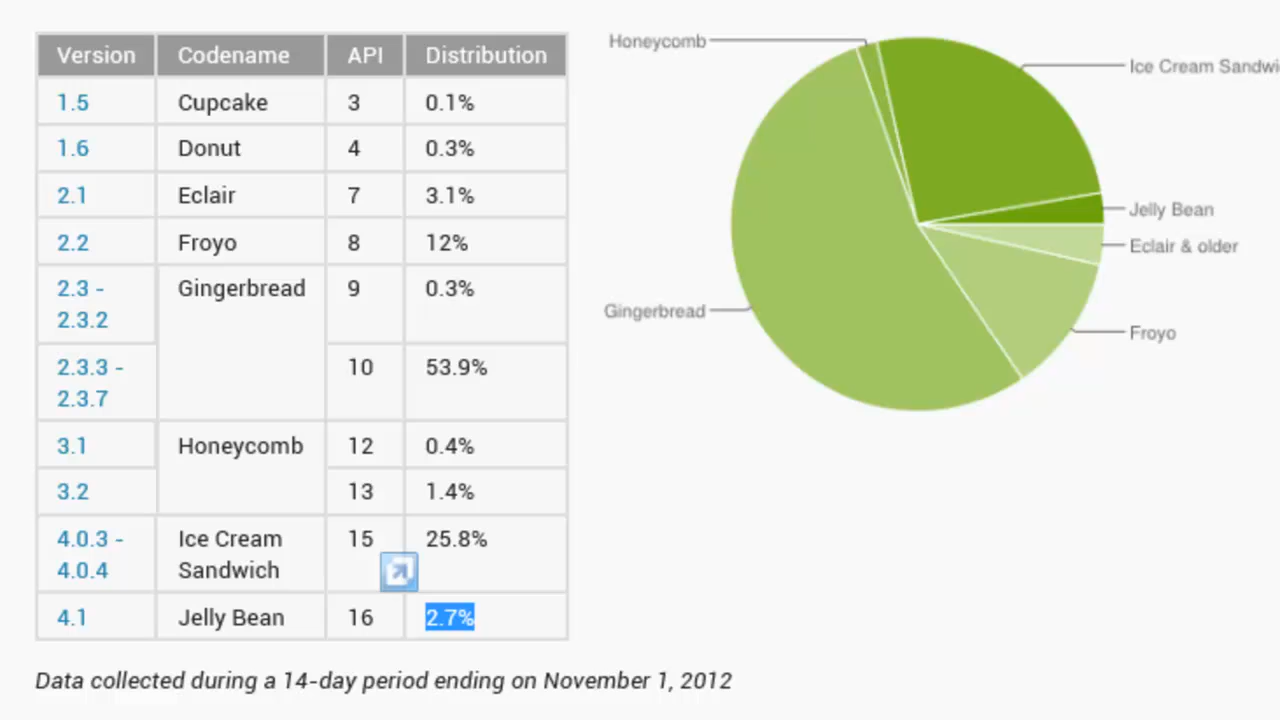 Version Codename API Distribution
1.5 Cupcake 3 0.1%
1.6 Donut 4 0.3%
2.1 Eclair 7 3.1%
2.2 Froyo 8 12%
2.3 - Gingerbread 9 0.3%
2.3.2
2.3.3 - 10 53.9%
2.3.7
3.1 Honeycomb 12 0.4%
3.2 13 1.4%
4.0.3 - Ice Cream 15 25.8%
4.0.4 Sandwich
4.1 Jelly Bean 16 2.7%
Data collected during a 14-day period ending on November 1, 2012
Honeycomb
Ice Cream Sandwi
Jelly Bean
Eclair & older
Gingerbread
Froyo